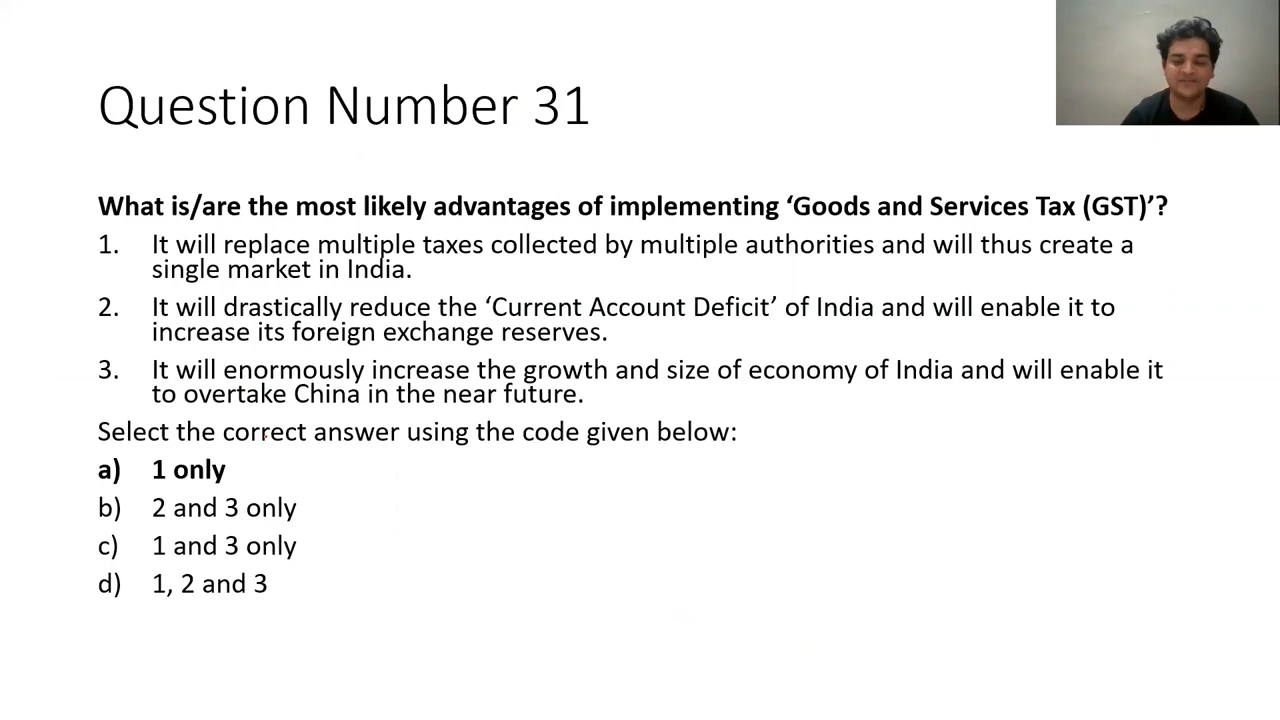 Question Number 31
What is/are the most likely advantages of implementing ‘Goods and Services Tax (GST)’?
1. It will replace multiple taxes collected by multiple authorities and will thus create a
single market in India.
2. It will drastically reduce the ‘Current Account Deficit’ of India and will enable it to
increase its foreign exchange reserves.
3. It will enormously increase the growth and size of economy of India and will enable it
to overtake China in the near future.
Select the correct answer using the code given below:
a) 1 only
b) 2 and 3 only
c) 1 and 3 only
d) 1, 2 and 3